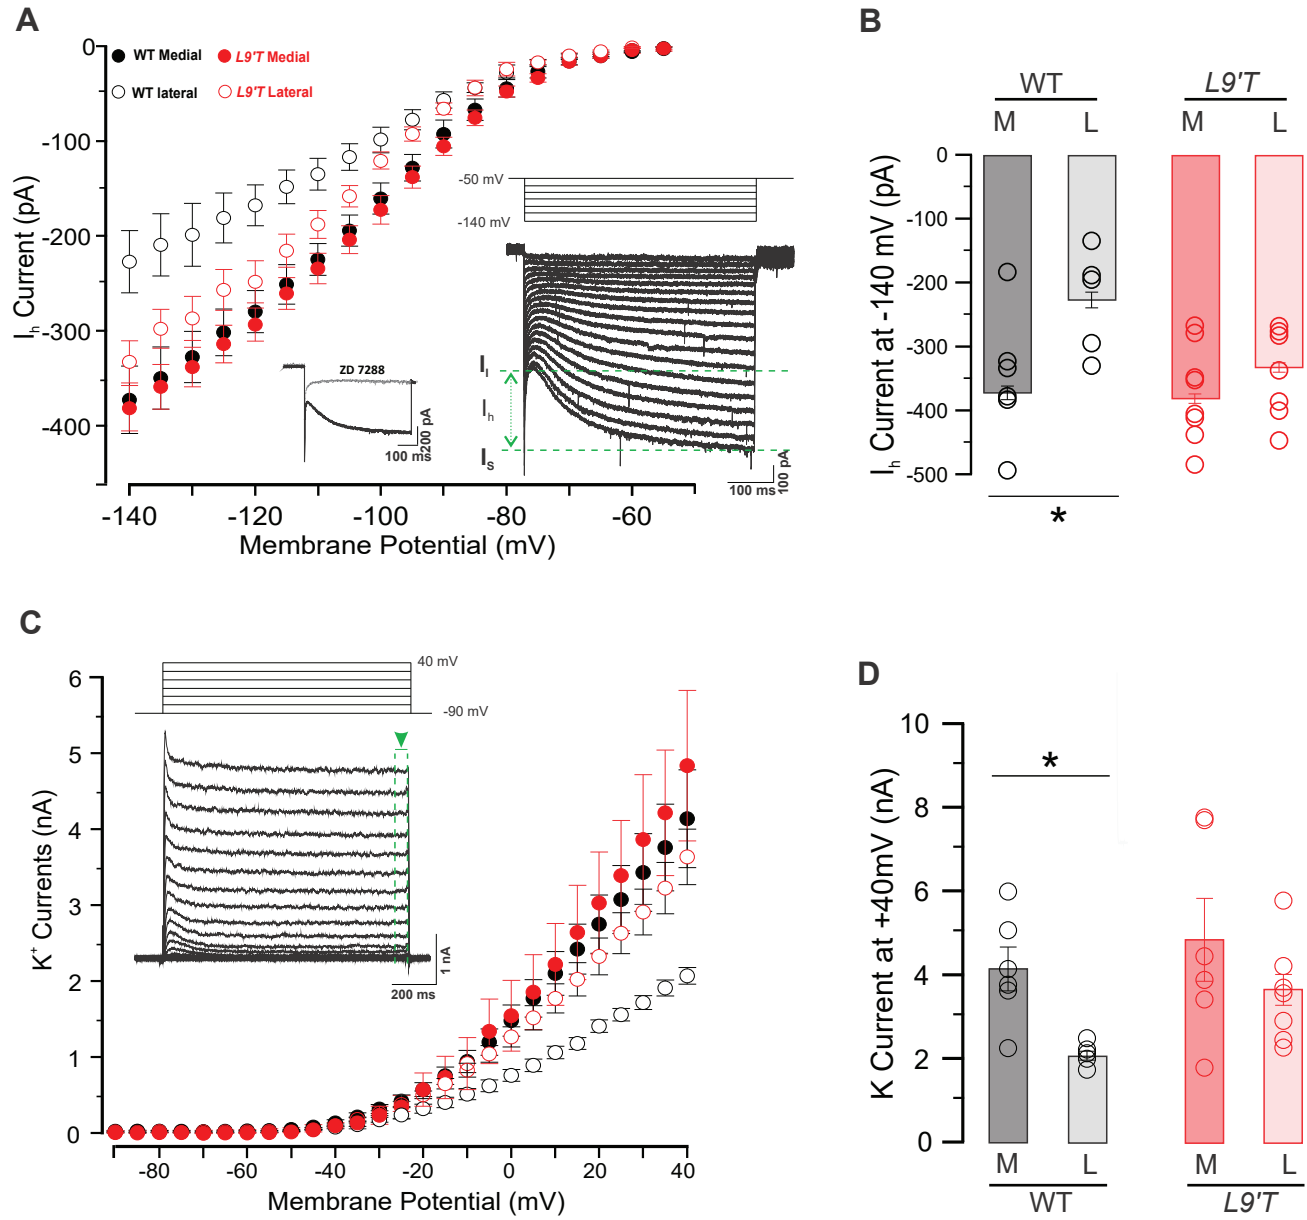 A
WT Medial L9'T Medial
WT lateral L9'T Lateral
0
-100
-200
-300
-400
Ih Current (pA)
-140 -120 -100 -80 -60
Membrane Potential (mV)
-50 mV
-140 mV
II
Ih
IS
100 ms
100 pA
ZD 7288
200 pA
100 ms
B
WT L9'T
M L M L
0
-100
-200
-300
-400
-500
Ih Current at -140 mV (pA)
*
C
6
5
4
3
2
1
0
K+ Currents (nA)
-80 -60 -40 -20 0 20 40
Membrane Potential (mV)
40 mV
-90 mV
1 nA
200 ms
D
10
8
6
4
2
0
K Current at +40mV (nA)
*
M L M L
WT L9'T